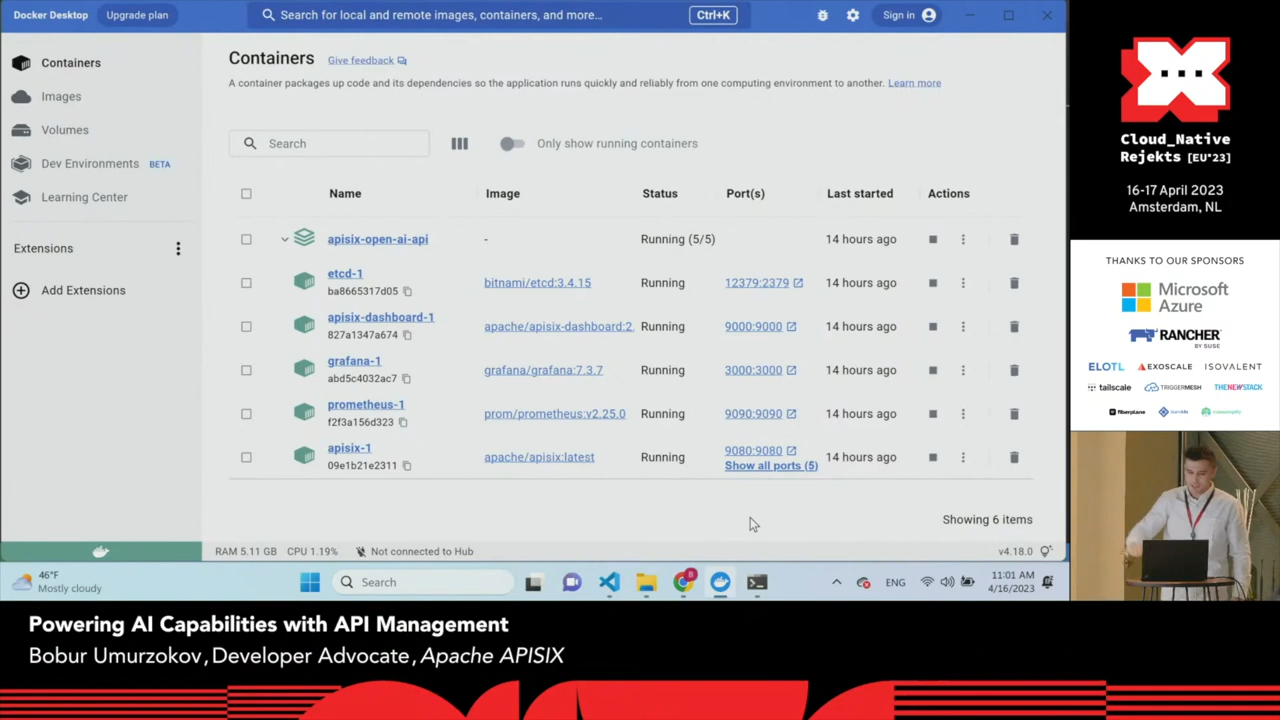 Docker Desktop Upgrade plan Search for local and remote images, containers, and more... Ctrl+K Sign in
Containers
Images
Volumes
Dev Environments BETA
Learning Center
Extensions
Add Extensions
Containers Give feedback
A container packages up code and its dependencies so the application runs quickly and reliably from one computing environment to another. Learn more
Search Only show running containers
Name Image Status Port(s) Last started Actions
apisix-open-ai-api - Running (5/5) 14 hours ago
etcd-1
ba8665317d05 bitnami/etcd:3.4.15 Running 12379:2379 14 hours ago
apisix-dashboard-1
827a1347a674 apache/apisix-dashboard:2. Running 9000:9000 14 hours ago
grafana-1
abd5c4032ac7 grafana/grafana:7.3.7 Running 3000:3000 14 hours ago
prometheus-1
f2f3a156d323 prom/prometheus:v2.25.0 Running 9090:9090 14 hours ago
apisix-1 9080:9080
09e1b21e2311 apache/apisix:latest Running Show all ports (5) 14 hours ago
Showing 6 items
RAM 5.11 GB CPU 1.19% Not connected to Hub v4.18.0
46°F
Mostly cloudy
Search
8
ENG
11:01 AM
4/16/2023
Cloud_Native
Rejekts [EU*23]
16-17 April 2023
Amsterdam, NL
THANKS TO OUR SPONSORS
Microsoft
Azure
RANCHER
BY SUSE
ELOTL EXOSCALE ISOVALENT
tailscale TRIGGERMESH THENEWSTACK
fiberplane
Powering AI Capabilities with API Management
Bobur Umurzokov, Developer Advocate, Apache APISIX